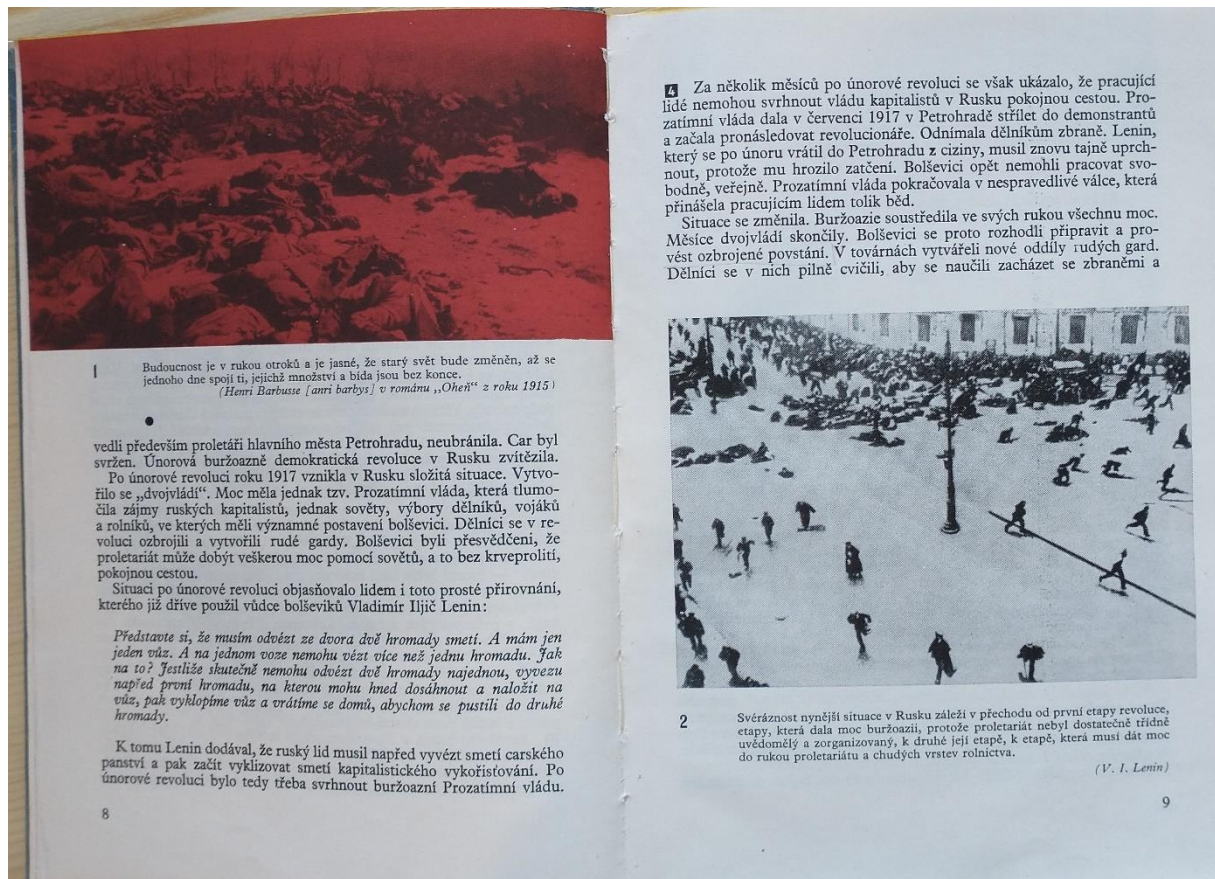 1
Budoucnost je v rukou otroků a je jasné, že starý svět bude změněn, až se
jednoho dne spojí ti, jejichž množství a bída jsou bez konce.
(Henri Barbusse [anri barbys] v románu „Oheň“ z roku 1915)
vedli především proletáři hlavního města Petrohradu, neubránila. Car byl
svržen. Únorová buržoazně demokratická revoluce v Rusku zvítězila.
Po únorové revoluci roku 1917 vznikla v Rusku složitá situace. Vytvo-
řilo se „dvojvládí“. Moc měla jednak tzv. Prozatímní vláda, která tlumo-
čila zájmy ruských kapitalistů, jednak sověty, výbory dělníků, vojáků
a rolníků, ve kterých měli významné postavení bolševici. Dělníci se v re-
voluci ozbrojili a vytvořili rudé gardy. Bolševici byli přesvědčeni, že
proletariát může dobýt veškerou moc pomocí sovětů, a to bez krveprolití,
pokojnou cestou.
Situaci po únorové revoluci objasňovalo lidem i toto prosté přirovnání,
kterého již dříve použil vůdce bolševiků Vladimír Iljič Lenin:
Představte si, že musím odvézt ze dvora dvě hromady smetí. A mám jen
jeden vůz. A na jednom voze nemohu vézt více než jednu hromadu. Jak
na to? Jestliže skutečně nemohu odvézt dvě hromady najednou, vyvezu
napřed první hromadu, na kterou mohu hned dosáhnout a naložit na
vůz, pak vyklopíme vůz a vrátíme se domů, abychom se pustili do druhé
hromady.
K tomu Lenin dodával, že ruský lid musil napřed vyvézt smetí carského
panství a pak začít vyklizovat smetí kapitalistického vykořisťování. Po
únorové revoluci bylo tedy třeba svrhnout buržoazní Prozatímní vládu.
8
4 Za několik měsíců po únorové revoluci se však ukázalo, že pracující
lidé nemohou svrhnout vládu kapitalistů v Rusku pokojnou cestou. Pro-
zatímní vláda dala v červenci 1917 v Petrohradě střílet do demonstrantů
a začala pronásledovat revolucionáře. Odnímala dělníkům zbraně. Lenin,
který se po únoru vrátil do Petrohradu z ciziny, musil znovu tajně uprch-
nout, protože mu hrozilo zatčení. Bolševici opět nemohli pracovat svo-
bodně, veřejně. Prozatímní vláda pokračovala v nespravedlivé válce, která
přinášela pracujícím lidem tolik běd.
Situace se změnila. Buržoazie soustředila ve svých rukou všechnu moc.
Měsíce dvojvládí skončily. Bolševici se proto rozhodli připravit a pro-
vést ozbrojené povstání. V továrnách vytvářeli nové oddíly rudých gard.
Dělníci se v nich pilně cvičili, aby se naučili zacházet se zbraněmi a
2
Svéráznost nynější situace v Rusku záleží v přechodu od první etapy revoluce,
etapy, která dala moc buržoazii, protože proletariát nebyl dostatečně třídně
uvědomělý a zorganizovaný, k druhé její etapě, k etapě, která musí dát moc
do rukou proletariátu a chudých vrstev rolnictva.
(V. I. Lenin)
9